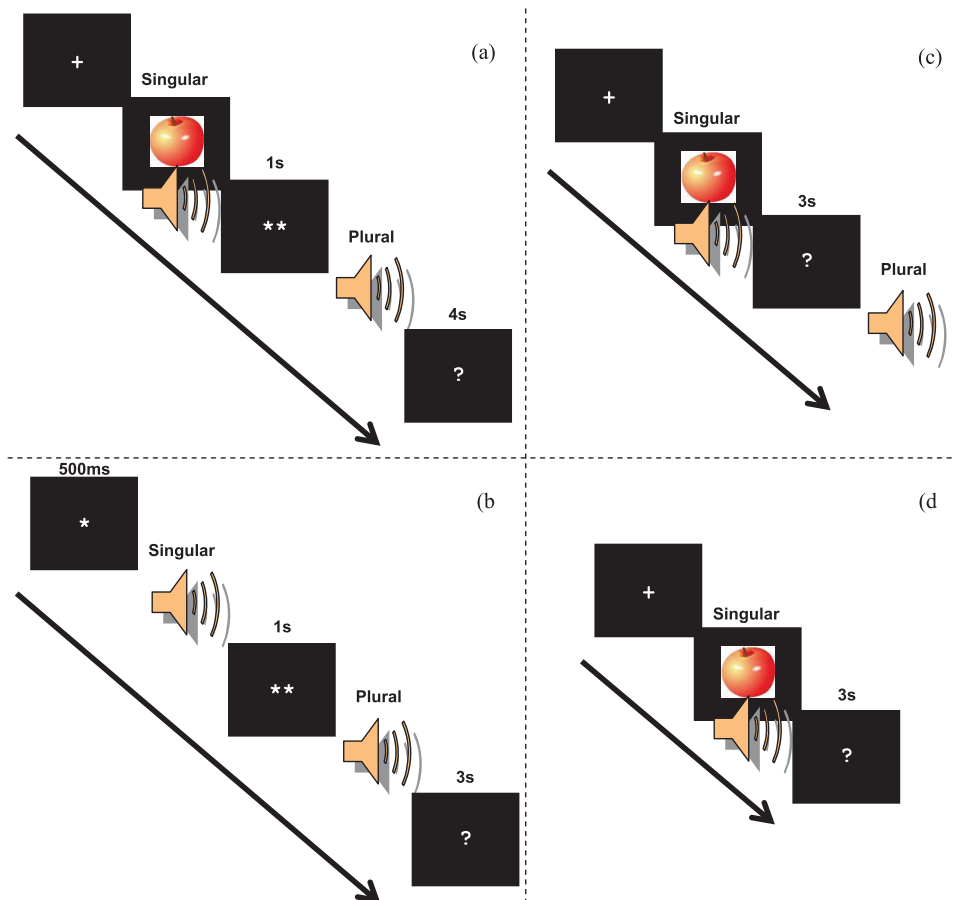 (a)
+
Singular
1s
**
Plural
4s
?
(c)
+
Singular
3s
?
Plural
500ms
(b)
*
Singular
1s
**
Plural
3s
?
(d
+
Singular
3s
?